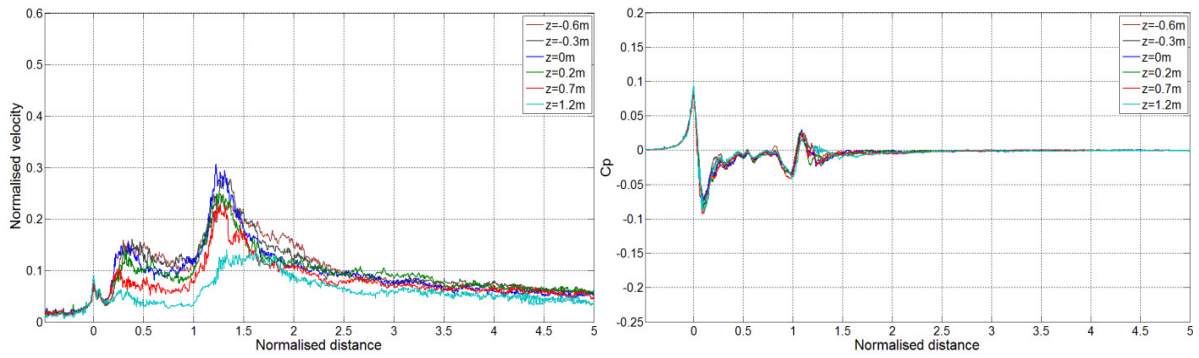 0.6
0.5
0.4
0.3
0.2
0.1
0
Normalised velocity
0 0.5 1 1.5 2 2.5 3 3.5 4 4.5 5
Normalised distance
z=-0.6m
z=-0.3m
z=0m
z=0.2m
z=0.7m
z=1.2m
0.2
0.15
0.1
0.05
0
-0.05
-0.1
-0.15
-0.2
-0.25
Cp
0 0.5 1 1.5 2 2.5 3 3.5 4 4.5 5
Normalised distance
z=-0.6m
z=-0.3m
z=0m
z=0.2m
z=0.7m
z=1.2m